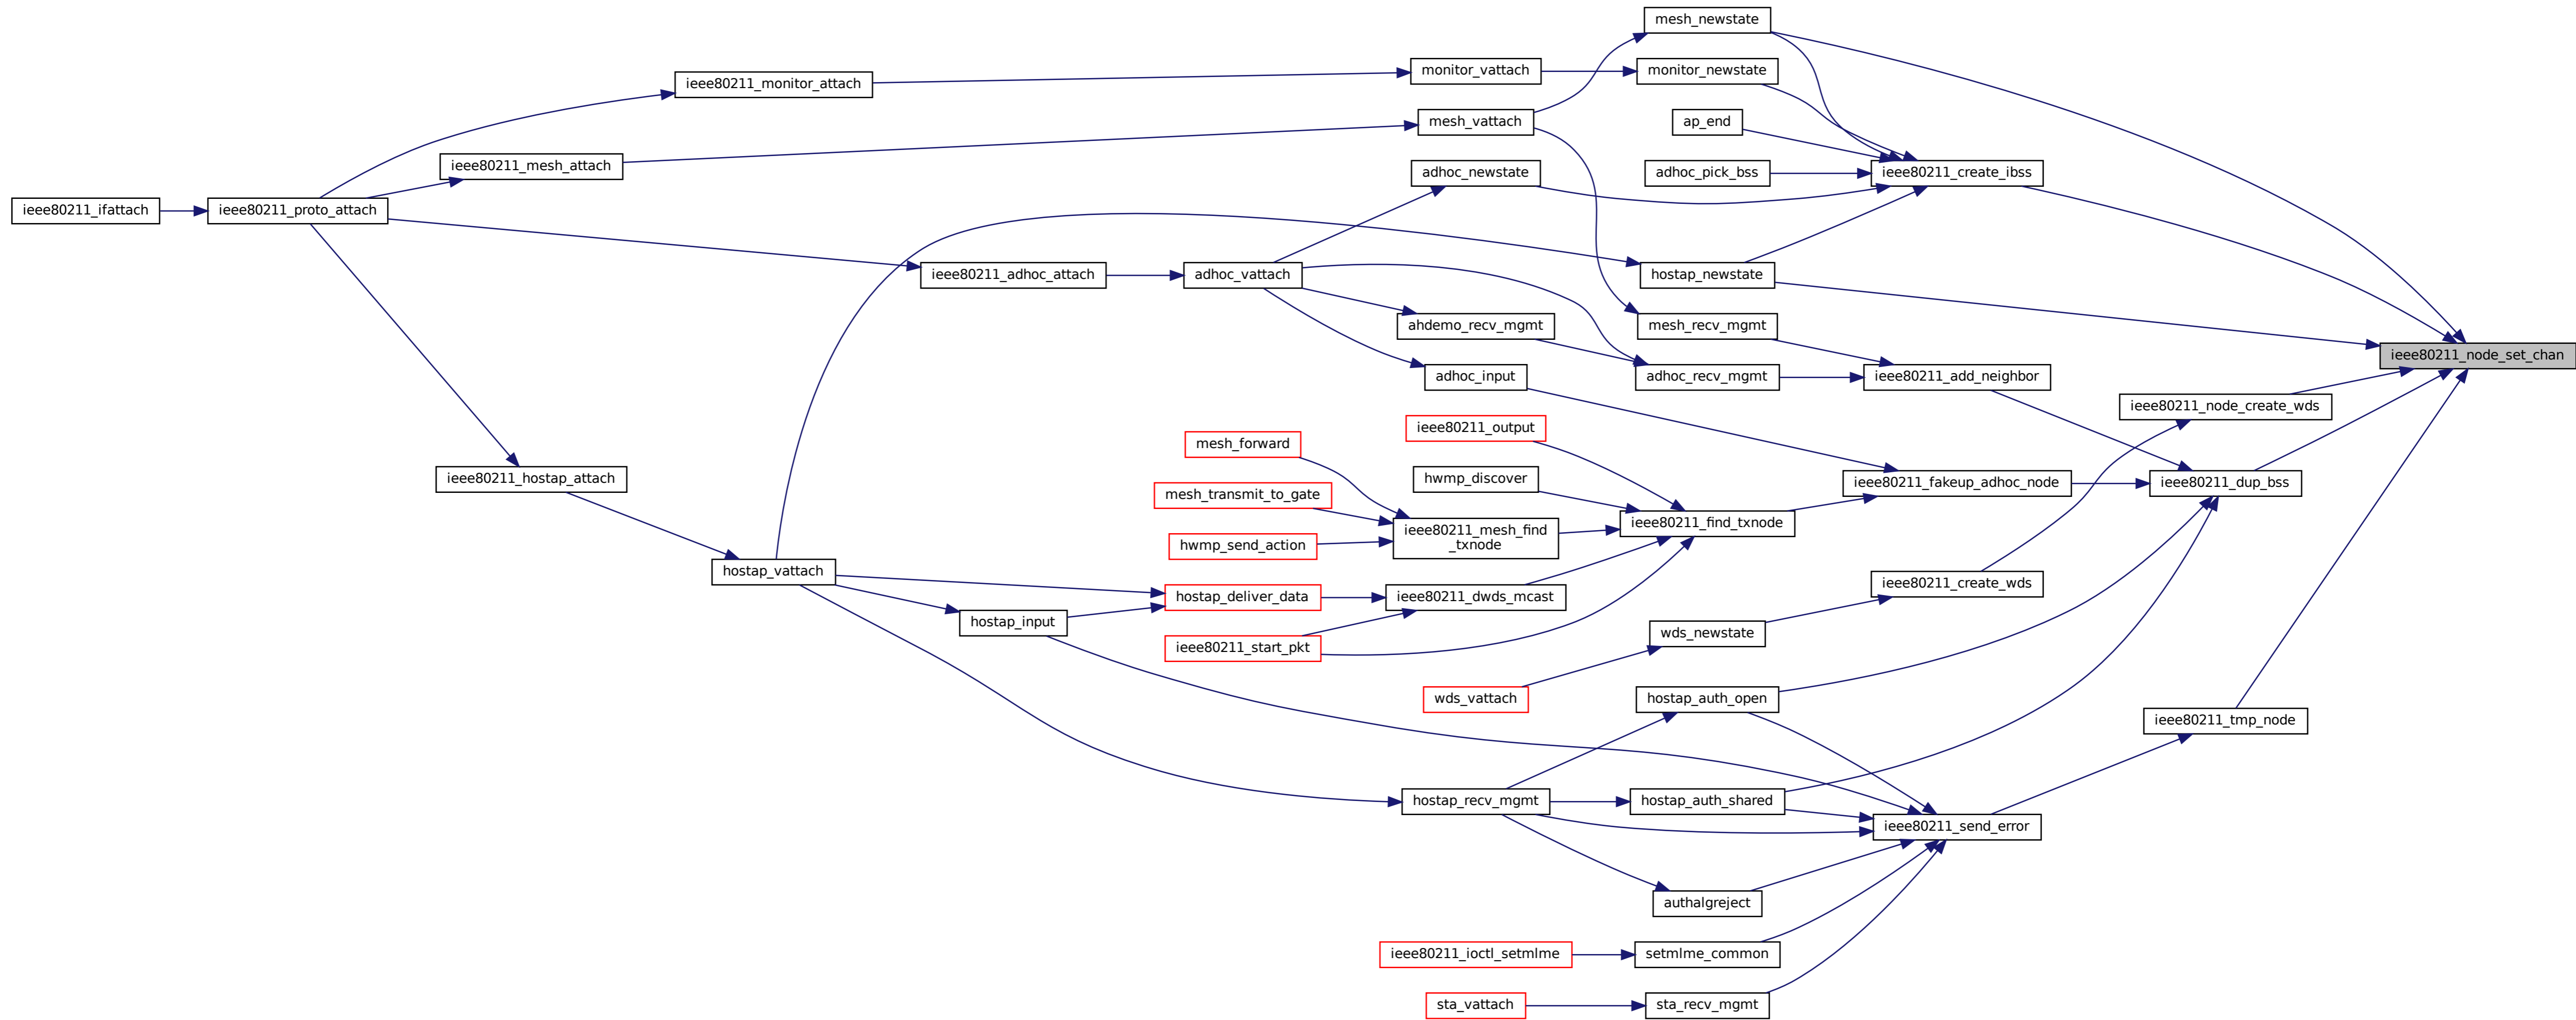 mesh_newstate
monitor_vattach
monitor_newstate
ieee80211_monitor_attach
mesh_vattach
ap_end
ieee80211_mesh_attach
adhoc_newstate
adhoc_pick_bss
ieee80211_create_ibss
ieee80211_ifattach
ieee80211_proto_attach
ieee80211_adhoc_attach
adhoc_vattach
hostap_newstate
ahdemo_recv_mgmt
mesh_recv_mgmt
ieee80211_node_set_chan
adhoc_input
adhoc_recv_mgmt
ieee80211_add_neighbor
ieee80211_node_create_wds
ieee80211_output
mesh_forward
ieee80211_hostap_attach
hwmp_discover
ieee80211_fakeup_adhoc_node
ieee80211_dup_bss
mesh_transmit_to_gate
ieee80211_mesh_find
_txnode
ieee80211_find_txnode
hwmp_send_action
hostap_vattach
ieee80211_create_wds
hostap_deliver_data
ieee80211_dwds_mcast
hostap_input
wds_newstate
ieee80211_start_pkt
wds_vattach
hostap_auth_open
ieee80211_tmp_node
hostap_recv_mgmt
hostap_auth_shared
ieee80211_send_error
authalgreject
ieee80211_ioctl_setmlme
setmlme_common
sta_vattach
sta_recv_mgmt